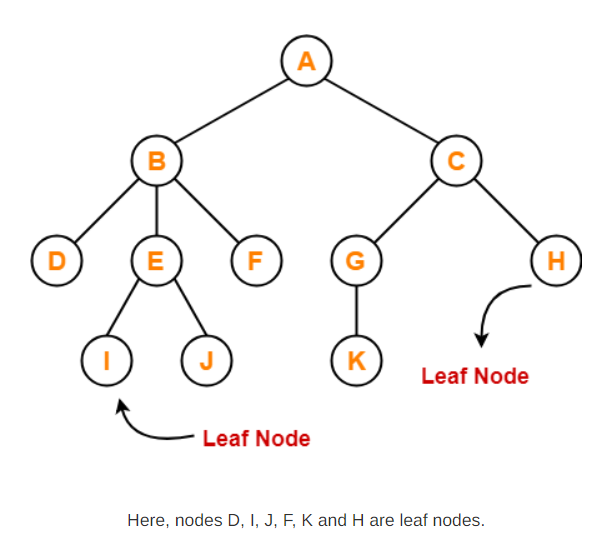 A
B
C
D
E
F
G
H
I
J
K
Leaf Node
Leaf Node
Here, nodes D, I, J, F, K and H are leaf nodes.